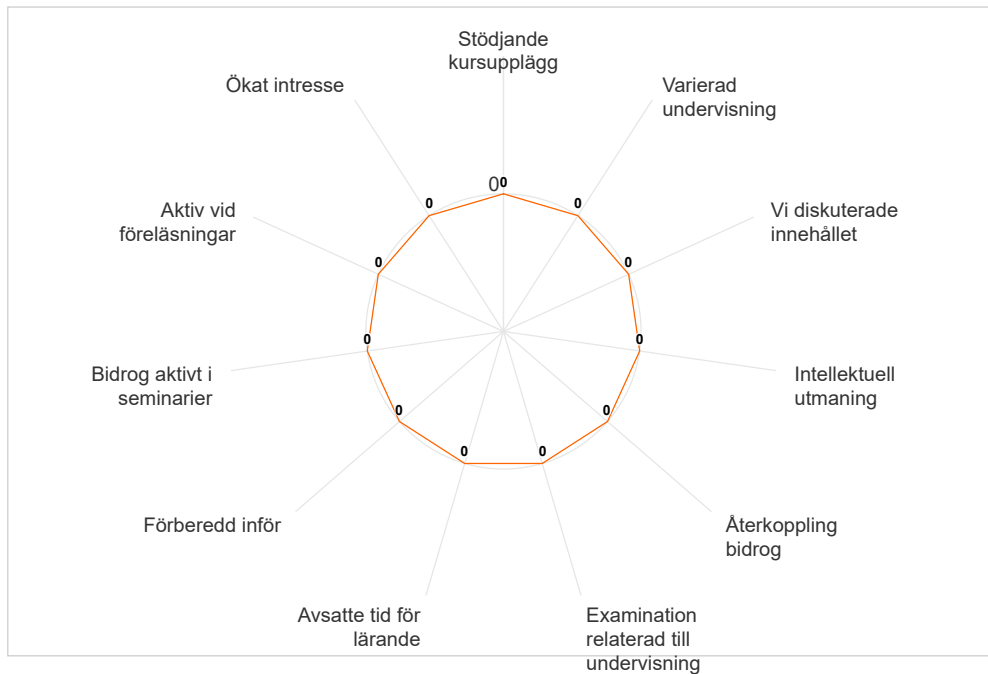 Stödjande
kursupplägg
Ökat intresse
Varierad
undervisning
0
0
0
0
Aktiv vid
föreläsningar
Vi diskuterade
innehållet
0
0
0
0
Bidrog aktivt i
seminarier
Intellektuell
utmaning
0
0
0
0
Förberedd inför
Återkoppling
bidrog
Avsatte tid för
lärande
Examination
relaterad till
undervisning